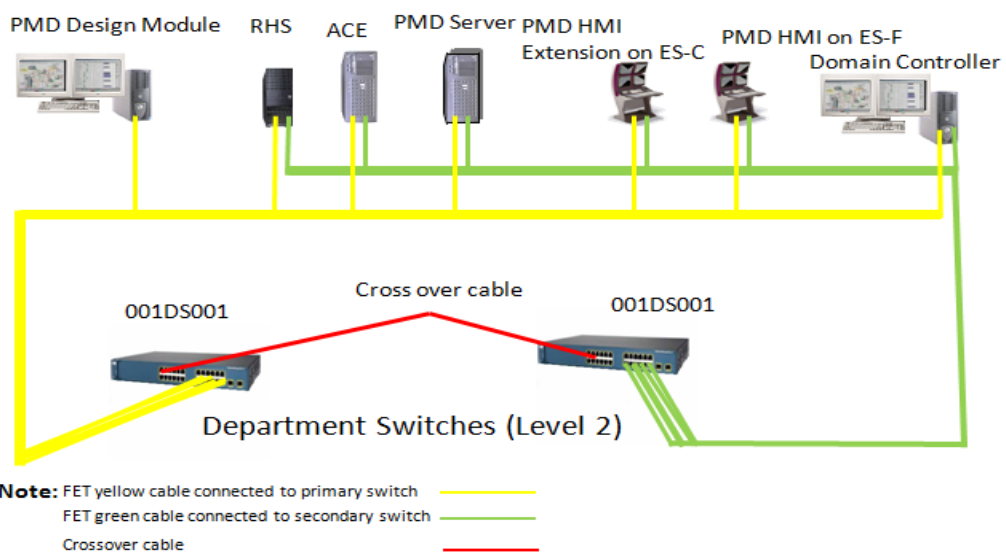 PMD Design Module
RHS
ACE
PMD Server
PMD HMI
Extension on ES-C
PMD HMI on ES-F
Domain Controller
Cross over cable
001DS001
001DS001
Department Switches (Level 2)
Note: FET yellow cable connected to primary switch
FET green cable connected to secondary switch
Crossover cable